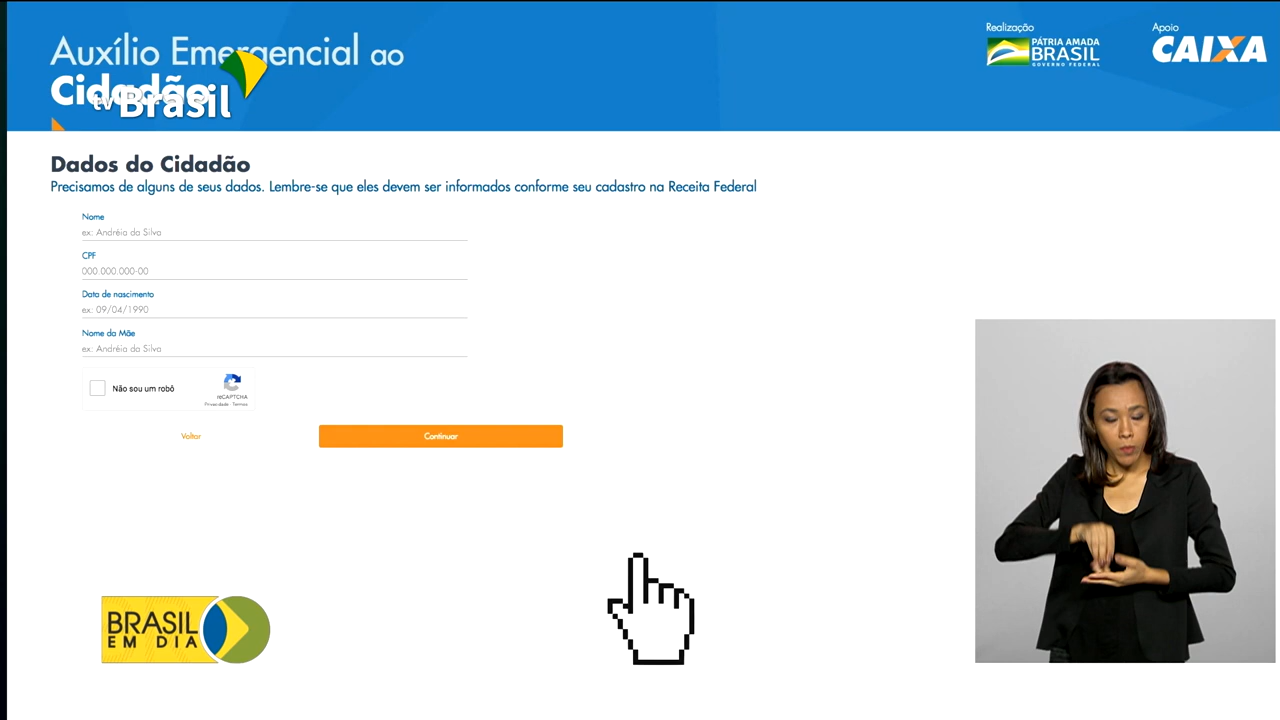 Auxílio Emergencial ao
Cidadão
tv Brasil
Realização
PÁTRIA AMADA
BRASIL
GOVERNO FEDERAL
Apoio
CAIXA
Dados do Cidadão
Precisamos de alguns de seus dados. Lembre-se que eles devem ser informados conforme seu cadastro na Receita Federal
Nome
ex: Andréia da Silva
CPF
000.000.000-00
Data de nascimento
ex: 09/04/1990
Nome da Mãe
ex: Andréia da Silva
Não sou um robô
reCAPTCHA
Privacidade - Termos
Voltar
Continuar
BRASIL
EM DIA